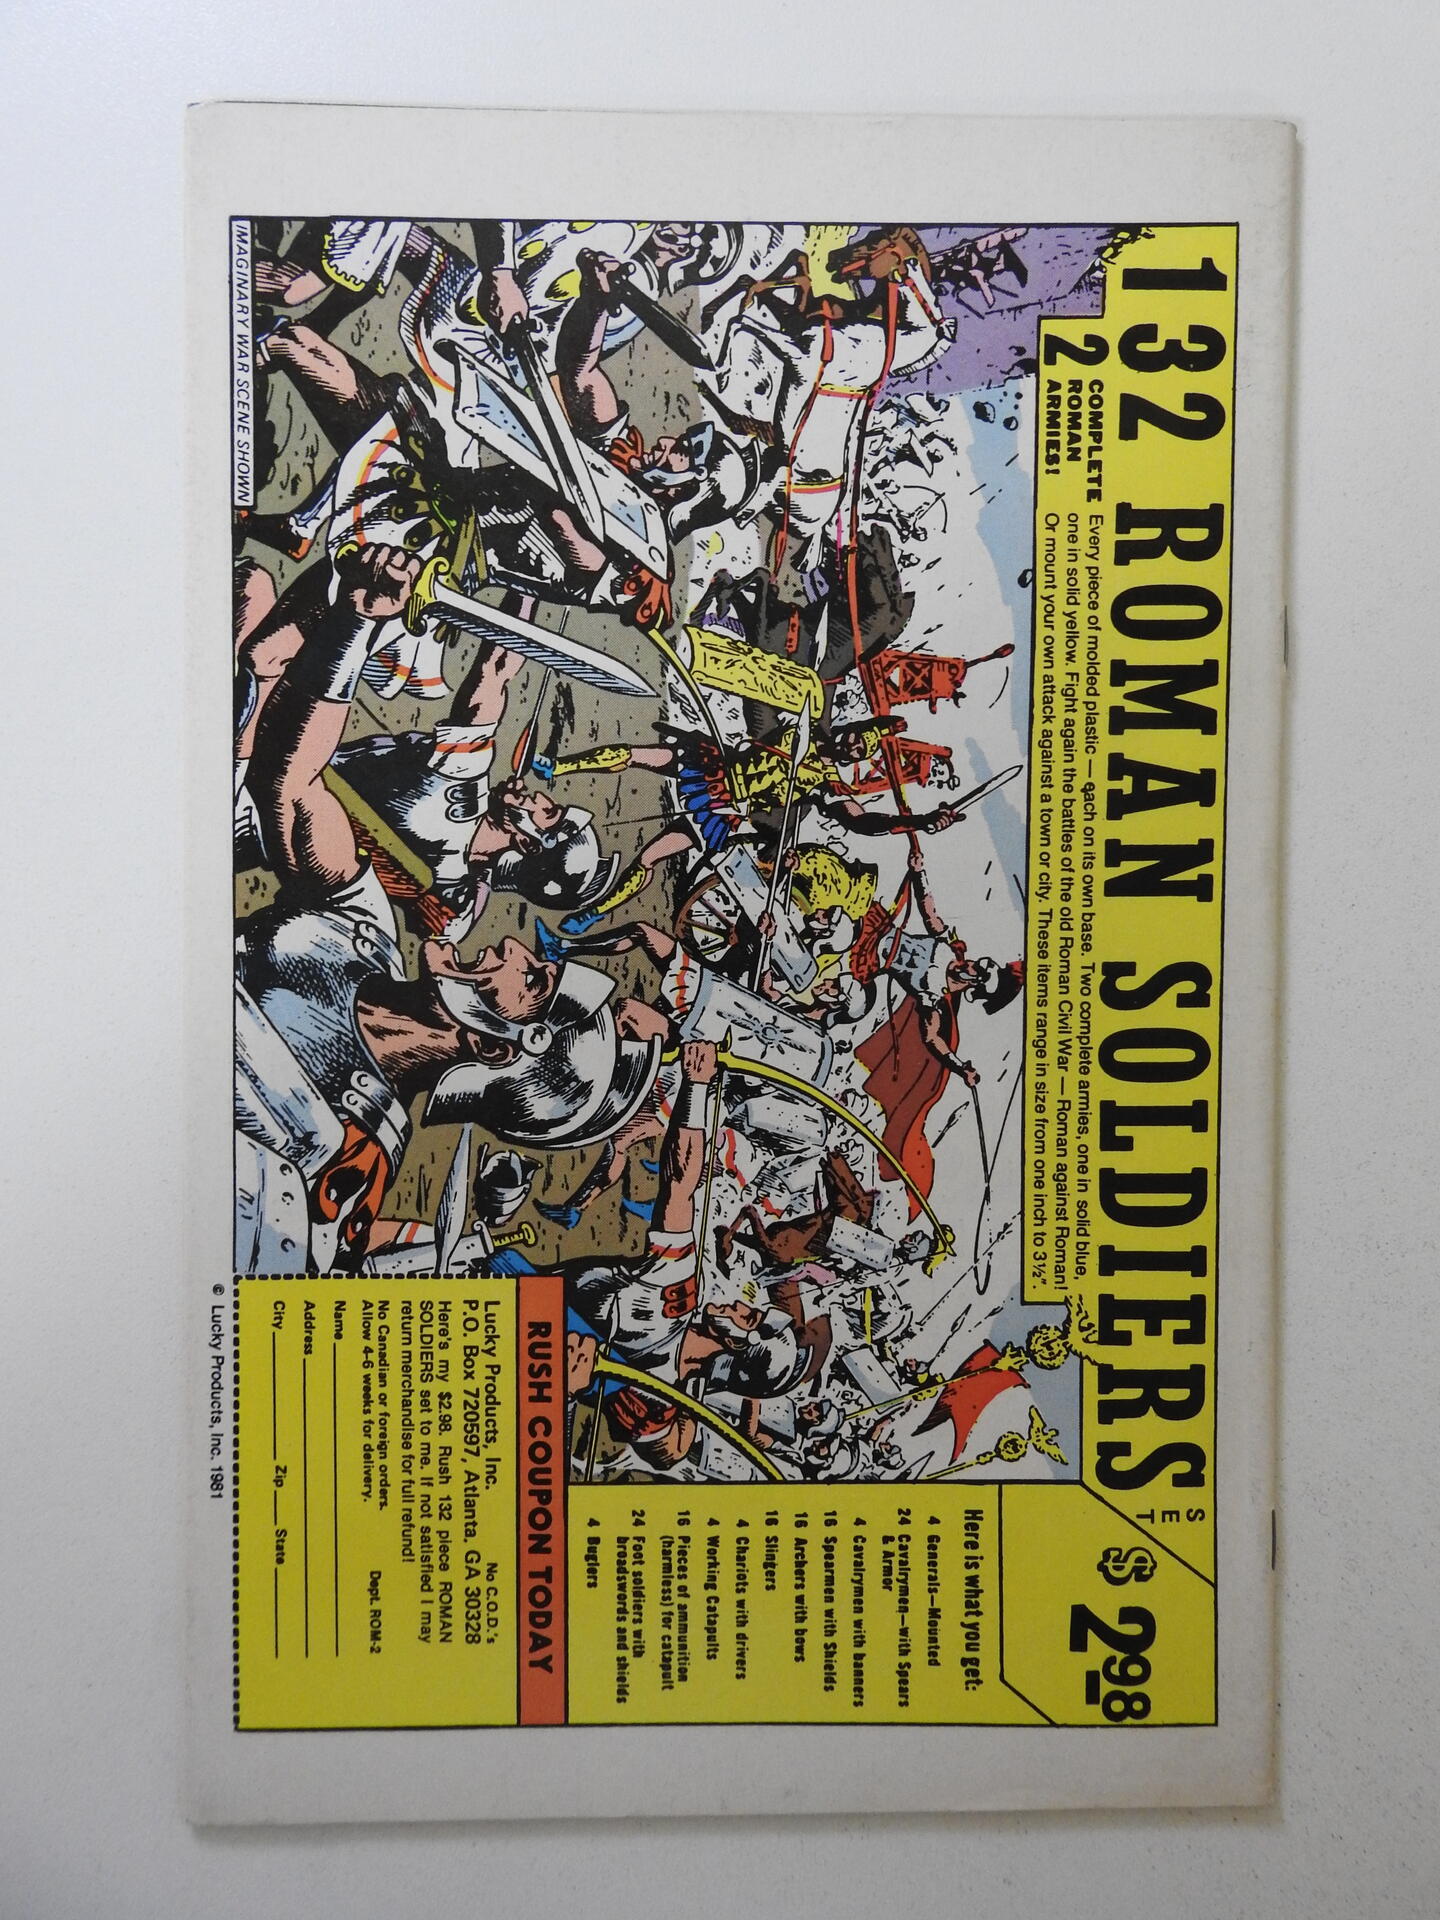 132 ROMAN SOLDIERS
SET
$2.98
2 COMPLETE
ROMAN
ARMIES!
Every piece of molded plastic — each on its own base. Two complete armies, one in solid blue,
one in solid yellow. Fight again the battles of the old Roman Civil War — Roman against Roman!
Or mount your own attack against a town or city. These items range in size from one inch to 3½".
Here is what you get:
4 Generals—Mounted
24 Cavalrymen—with Spears
& Armor
4 Cavalrymen with banners
16 Spearmen with Shields
16 Archers with bows
16 Slingers
4 Chariots with drivers
4 Working Catapults
16 Pieces of ammunition
(harmless) for catapult
24 Foot soldiers with
broadswords and shields
4 Buglers
RUSH COUPON TODAY
Lucky Products, Inc. No C.O.D.'s
P.O. Box 720597, Atlanta, GA 30328
Here's my $2.98. Rush 132 piece ROMAN
SOLDIERS set to me. If not satisfied I may
return merchandise for full refund!
No Canadian or foreign orders.
Allow 4-6 weeks for delivery. Dept. ROM-2
Name
Address
City Zip State
IMAGINARY WAR SCENE SHOWN
© Lucky Products, Inc. 1981